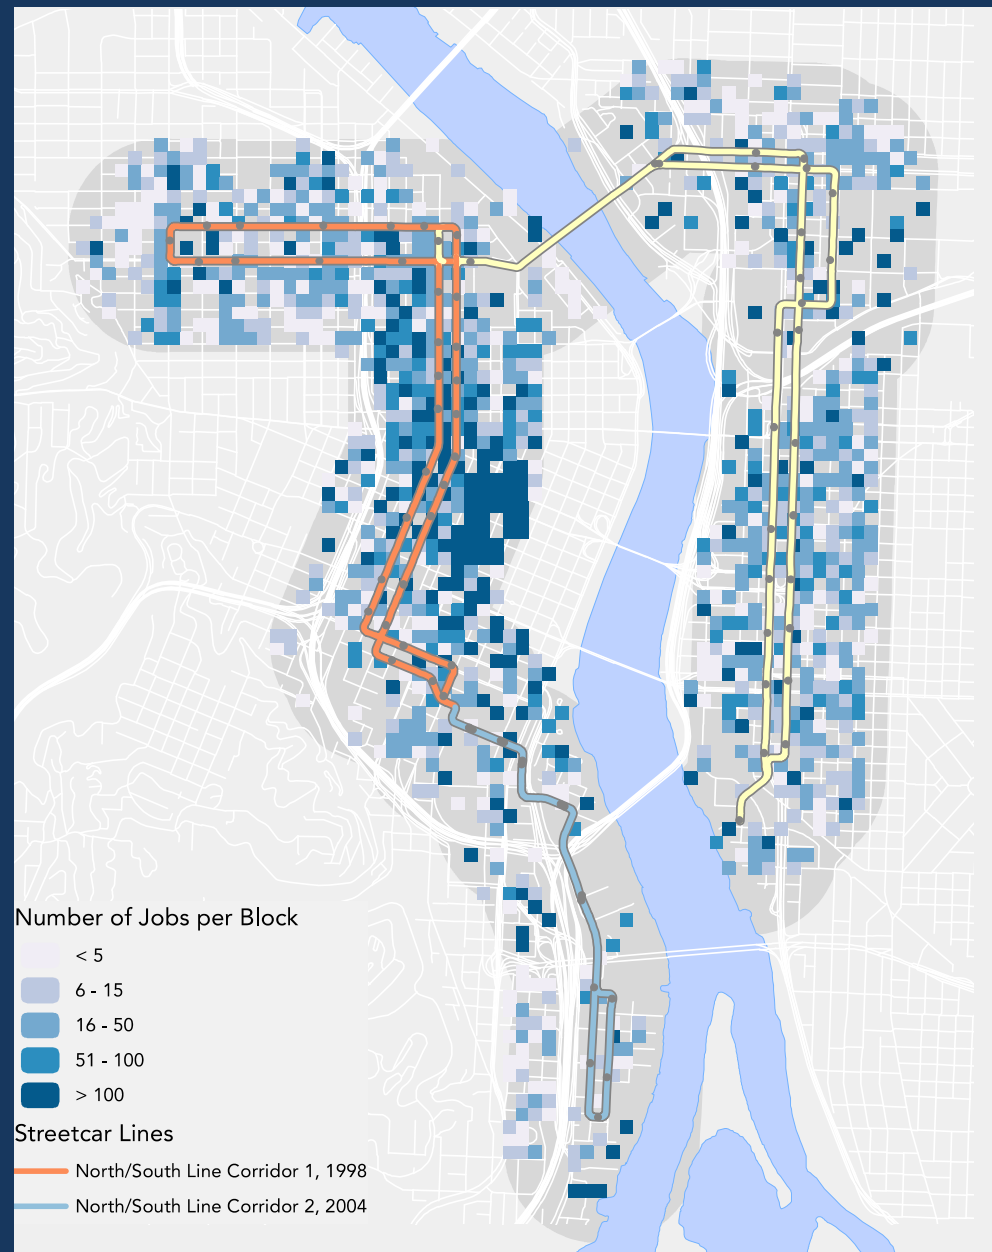 Number of Jobs per Block
< 5
6 - 15
16 - 50
51 - 100
> 100
Streetcar Lines
North/South Line Corridor 1, 1998
North/South Line Corridor 2, 2004